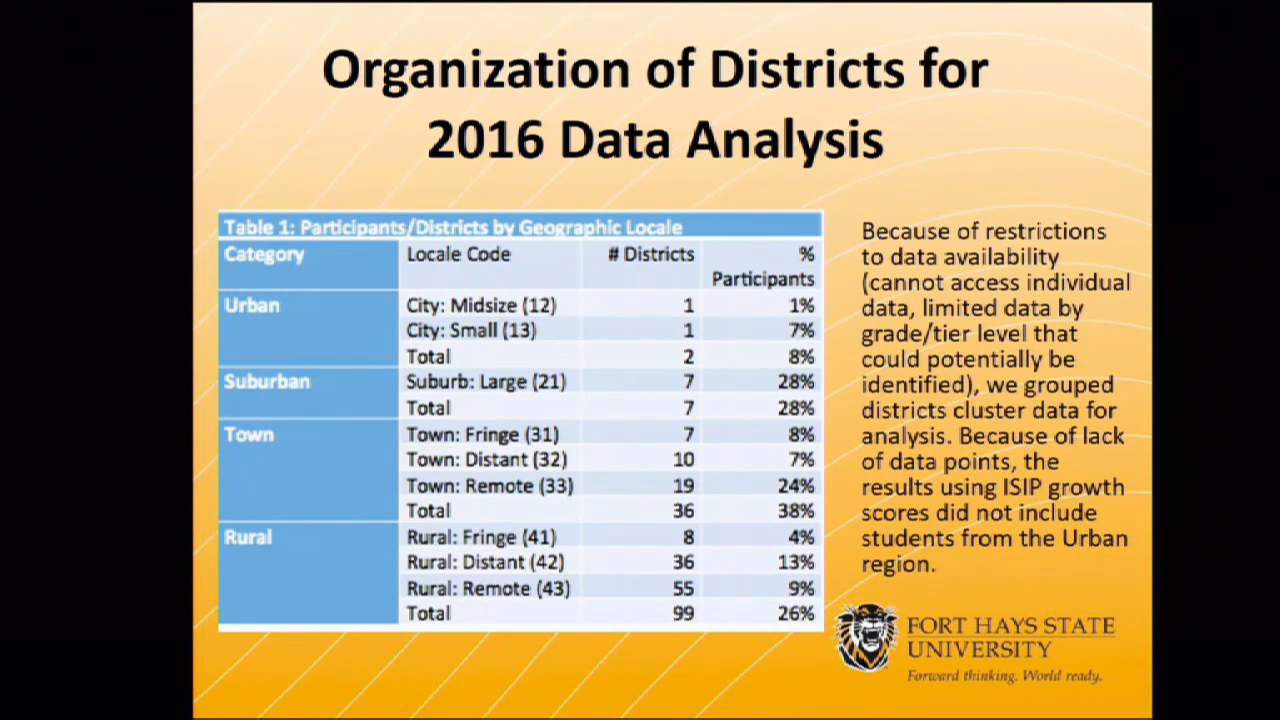 Organization of Districts for
2016 Data Analysis
Table 1: Participants/Districts by Geographic Locale
Category Locale Code # Districts %
Participants
Urban City: Midsize (12) 1 1%
City: Small (13) 1 7%
Total 2 8%
Suburban Suburb: Large (21) 7 28%
Total 7 28%
Town Town: Fringe (31) 7 8%
Town: Distant (32) 10 7%
Town: Remote (33) 19 24%
Total 36 38%
Rural Rural: Fringe (41) 8 4%
Rural: Distant (42) 36 13%
Rural: Remote (43) 55 9%
Total 99 26%
Because of restrictions
to data availability
(cannot access individual
data, limited data by
grade/tier level that
could potentially be
identified), we grouped
districts cluster data for
analysis. Because of lack
of data points, the
results using ISIP growth
scores did not include
students from the Urban
region.
FORT HAYS STATE
UNIVERSITY
Forward thinking. World ready.